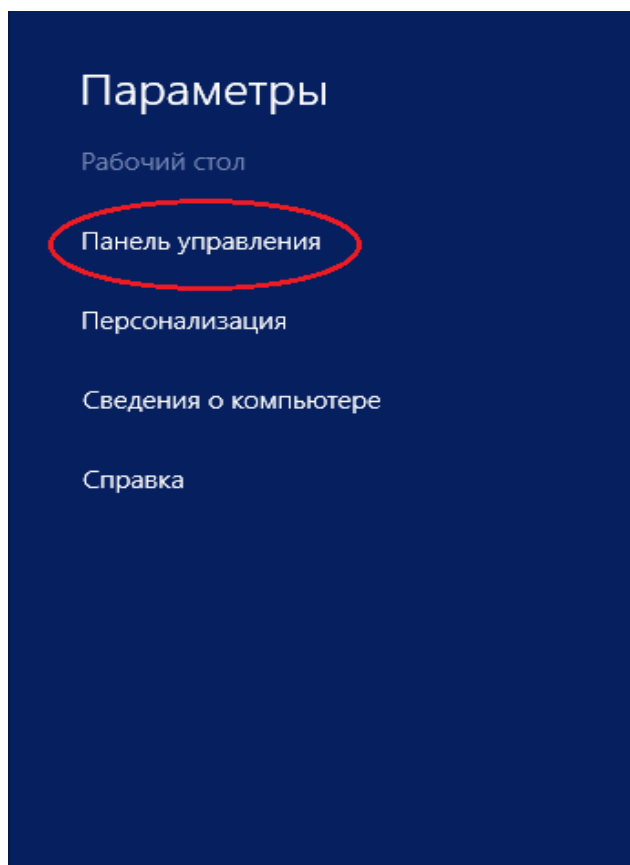 Параметры
Рабочий стол
Панель управления
Персонализация
Сведения о компьютере
Справка